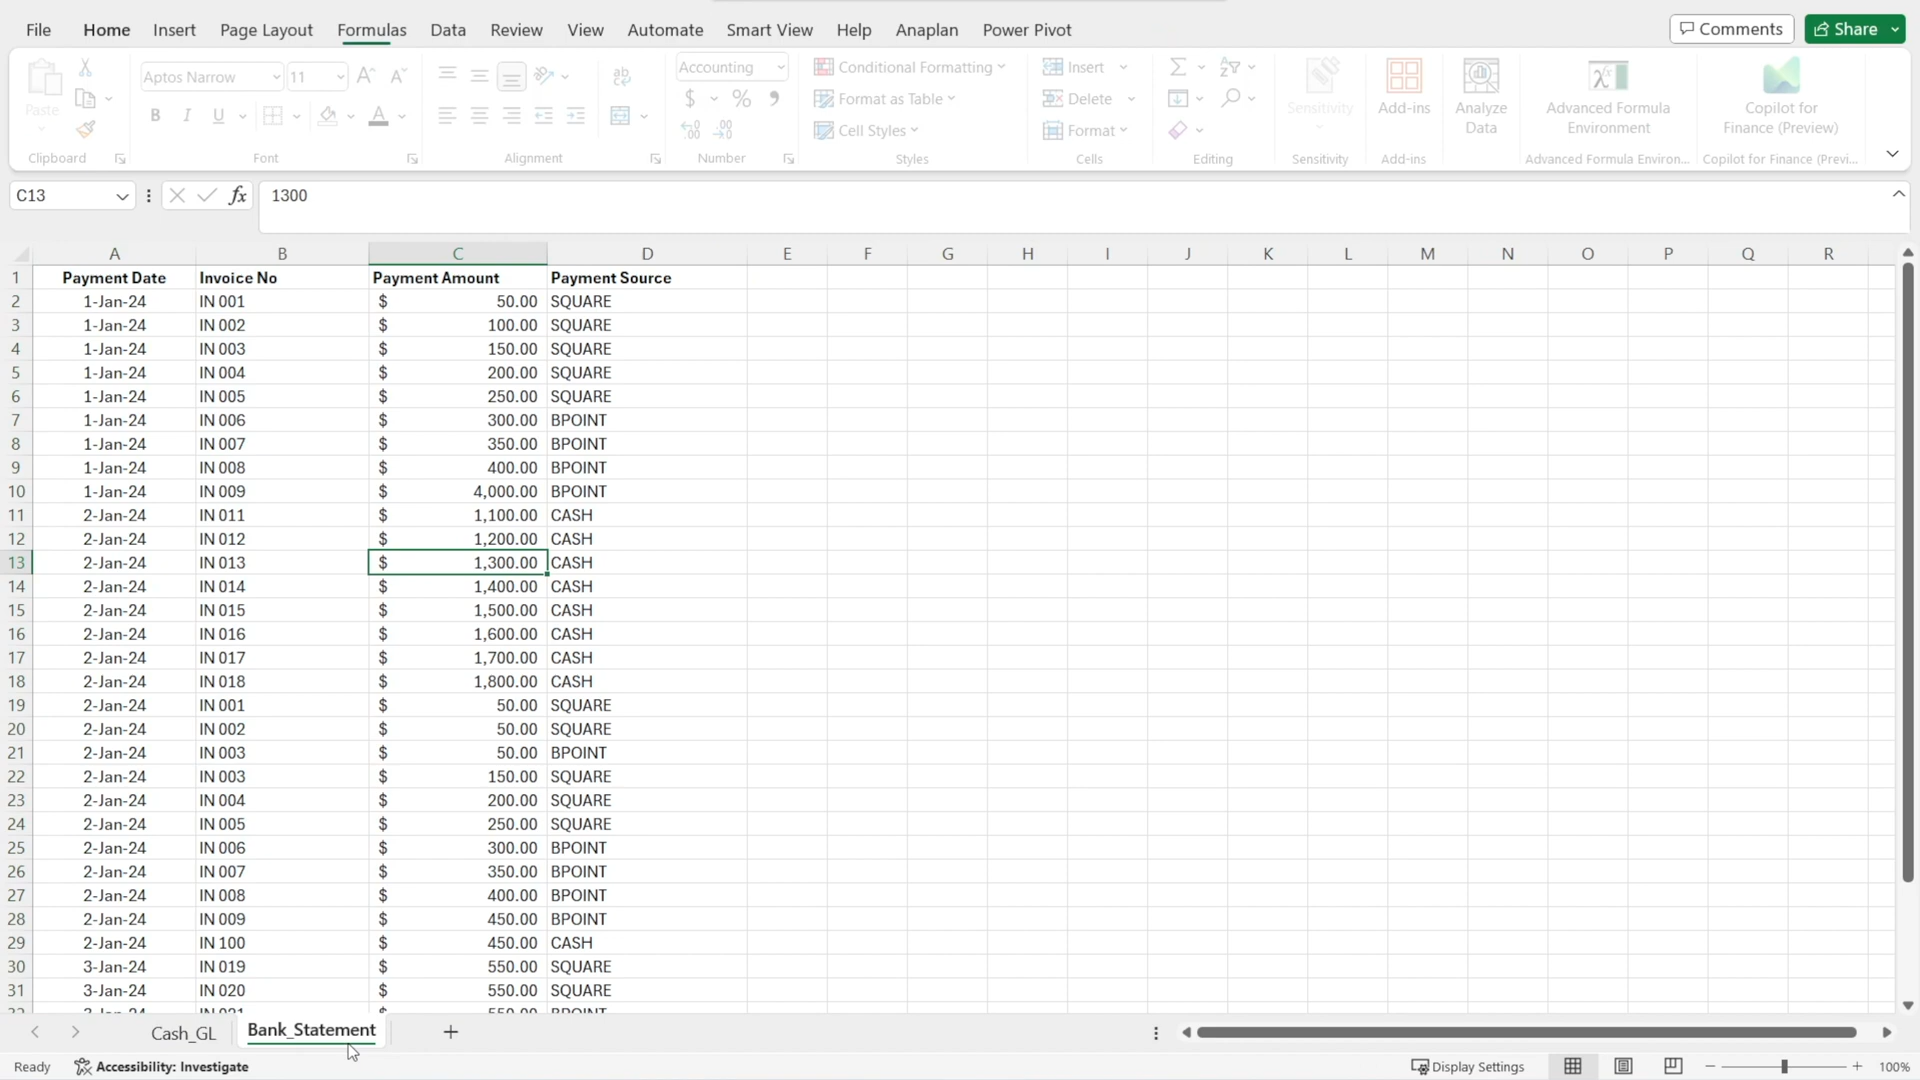 File Home Insert Page Layout Formulas Data Review View Automate Smart View Help Anaplan Power Pivot Comments Share
Paste
Clipboard
Aptos Narrow 11
B I U
Font
Alignment
Accounting
$ % 9
Number
Conditional Formatting
Format as Table
Cell Styles
Styles
Insert
Delete
Format
Cells
Editing
Sensitivity
Sensitivity
Add-ins
Add-ins
Analyze
Data
Advanced Formula
Environment
Advanced Formula Environ...
Copilot for
Finance (Preview)
Copilot for Finance (Previ...
C13 fx 1300
A B C D E F G H I J K L M N O P Q R
1 Payment Date Invoice No Payment Amount Payment Source
2 1-Jan-24 IN 001 $ 50.00 SQUARE
3 1-Jan-24 IN 002 $ 100.00 SQUARE
4 1-Jan-24 IN 003 $ 150.00 SQUARE
5 1-Jan-24 IN 004 $ 200.00 SQUARE
6 1-Jan-24 IN 005 $ 250.00 SQUARE
7 1-Jan-24 IN 006 $ 300.00 BPOINT
8 1-Jan-24 IN 007 $ 350.00 BPOINT
9 1-Jan-24 IN 008 $ 400.00 BPOINT
10 1-Jan-24 IN 009 $ 4,000.00 BPOINT
11 2-Jan-24 IN 011 $ 1,100.00 CASH
12 2-Jan-24 IN 012 $ 1,200.00 CASH
13 2-Jan-24 IN 013 $ 1,300.00 CASH
14 2-Jan-24 IN 014 $ 1,400.00 CASH
15 2-Jan-24 IN 015 $ 1,500.00 CASH
16 2-Jan-24 IN 016 $ 1,600.00 CASH
17 2-Jan-24 IN 017 $ 1,700.00 CASH
18 2-Jan-24 IN 018 $ 1,800.00 CASH
19 2-Jan-24 IN 001 $ 50.00 SQUARE
20 2-Jan-24 IN 002 $ 50.00 SQUARE
21 2-Jan-24 IN 003 $ 50.00 BPOINT
22 2-Jan-24 IN 003 $ 150.00 SQUARE
23 2-Jan-24 IN 004 $ 200.00 SQUARE
24 2-Jan-24 IN 005 $ 250.00 SQUARE
25 2-Jan-24 IN 006 $ 300.00 BPOINT
26 2-Jan-24 IN 007 $ 350.00 BPOINT
27 2-Jan-24 IN 008 $ 400.00 BPOINT
28 2-Jan-24 IN 009 $ 450.00 BPOINT
29 2-Jan-24 IN 100 $ 450.00 CASH
30 3-Jan-24 IN 019 $ 550.00 SQUARE
31 3-Jan-24 IN 020 $ 550.00 SQUARE
Cash_GL Bank_Statement
Ready Accessibility: Investigate Display Settings 100%